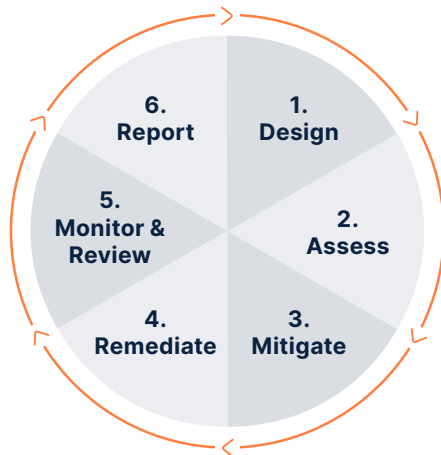 1.
Design
2.
Assess
3.
Mitigate
4.
Remediate
5.
Monitor &
Review
6.
Report